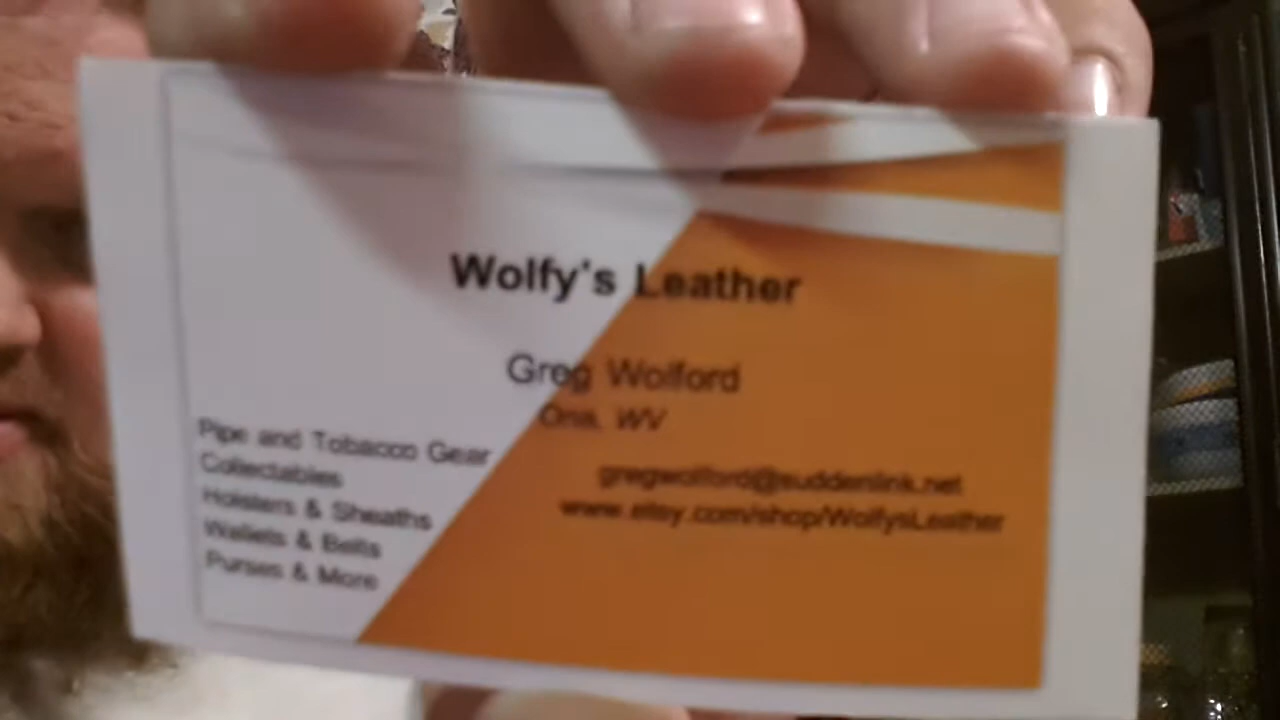 Wolfy's Leather
Greg Wolford
Ona, WV
gregwolford@suddenlink.net
www.etsy.com/shop/WolfysLeather
Pipe and Tobacco Gear
Collectables
Holsters & Sheaths
Wallets & Belts
Purses & More